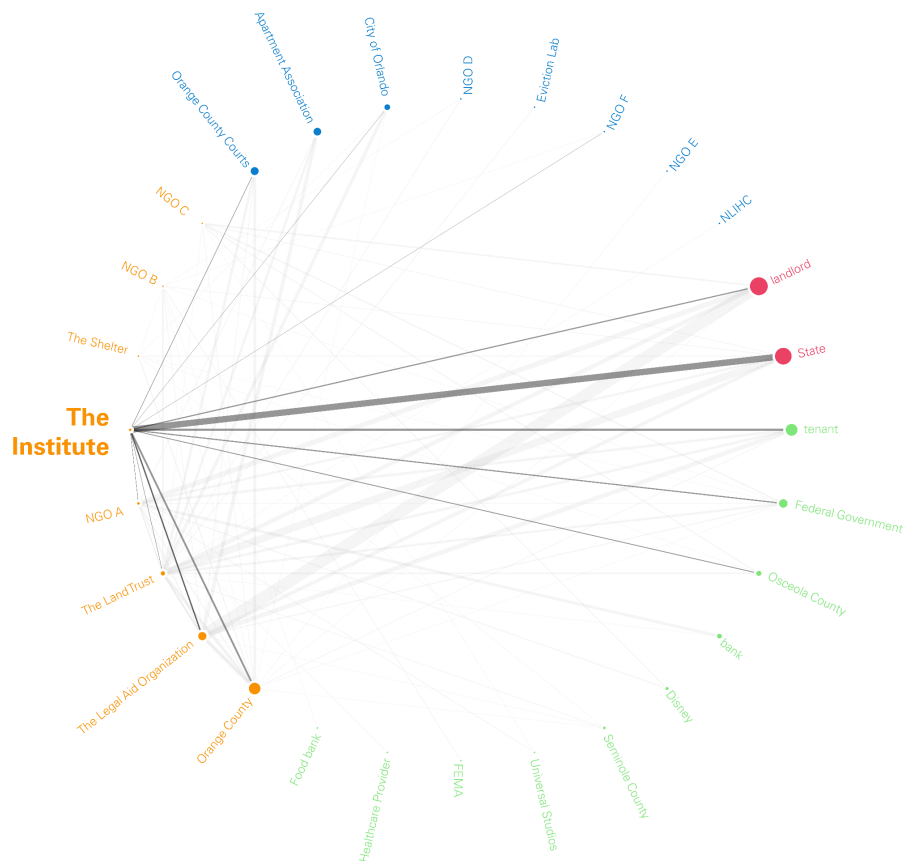 Apartment Association
City of Orlando
NGO D
Eviction Lab
Orange County Courts
NGO F
NGO E
NGO C
NLIHC
NGO B
landlord
The Shelter
State
The
Institute
tenant
NGO A
Federal Government
The LandTrust
Osceola County
The Legal Aid Organization
bank
Orange County
Disney
Food bank
Healthcare Provider
FEMA
Universal Studios
Seminole County